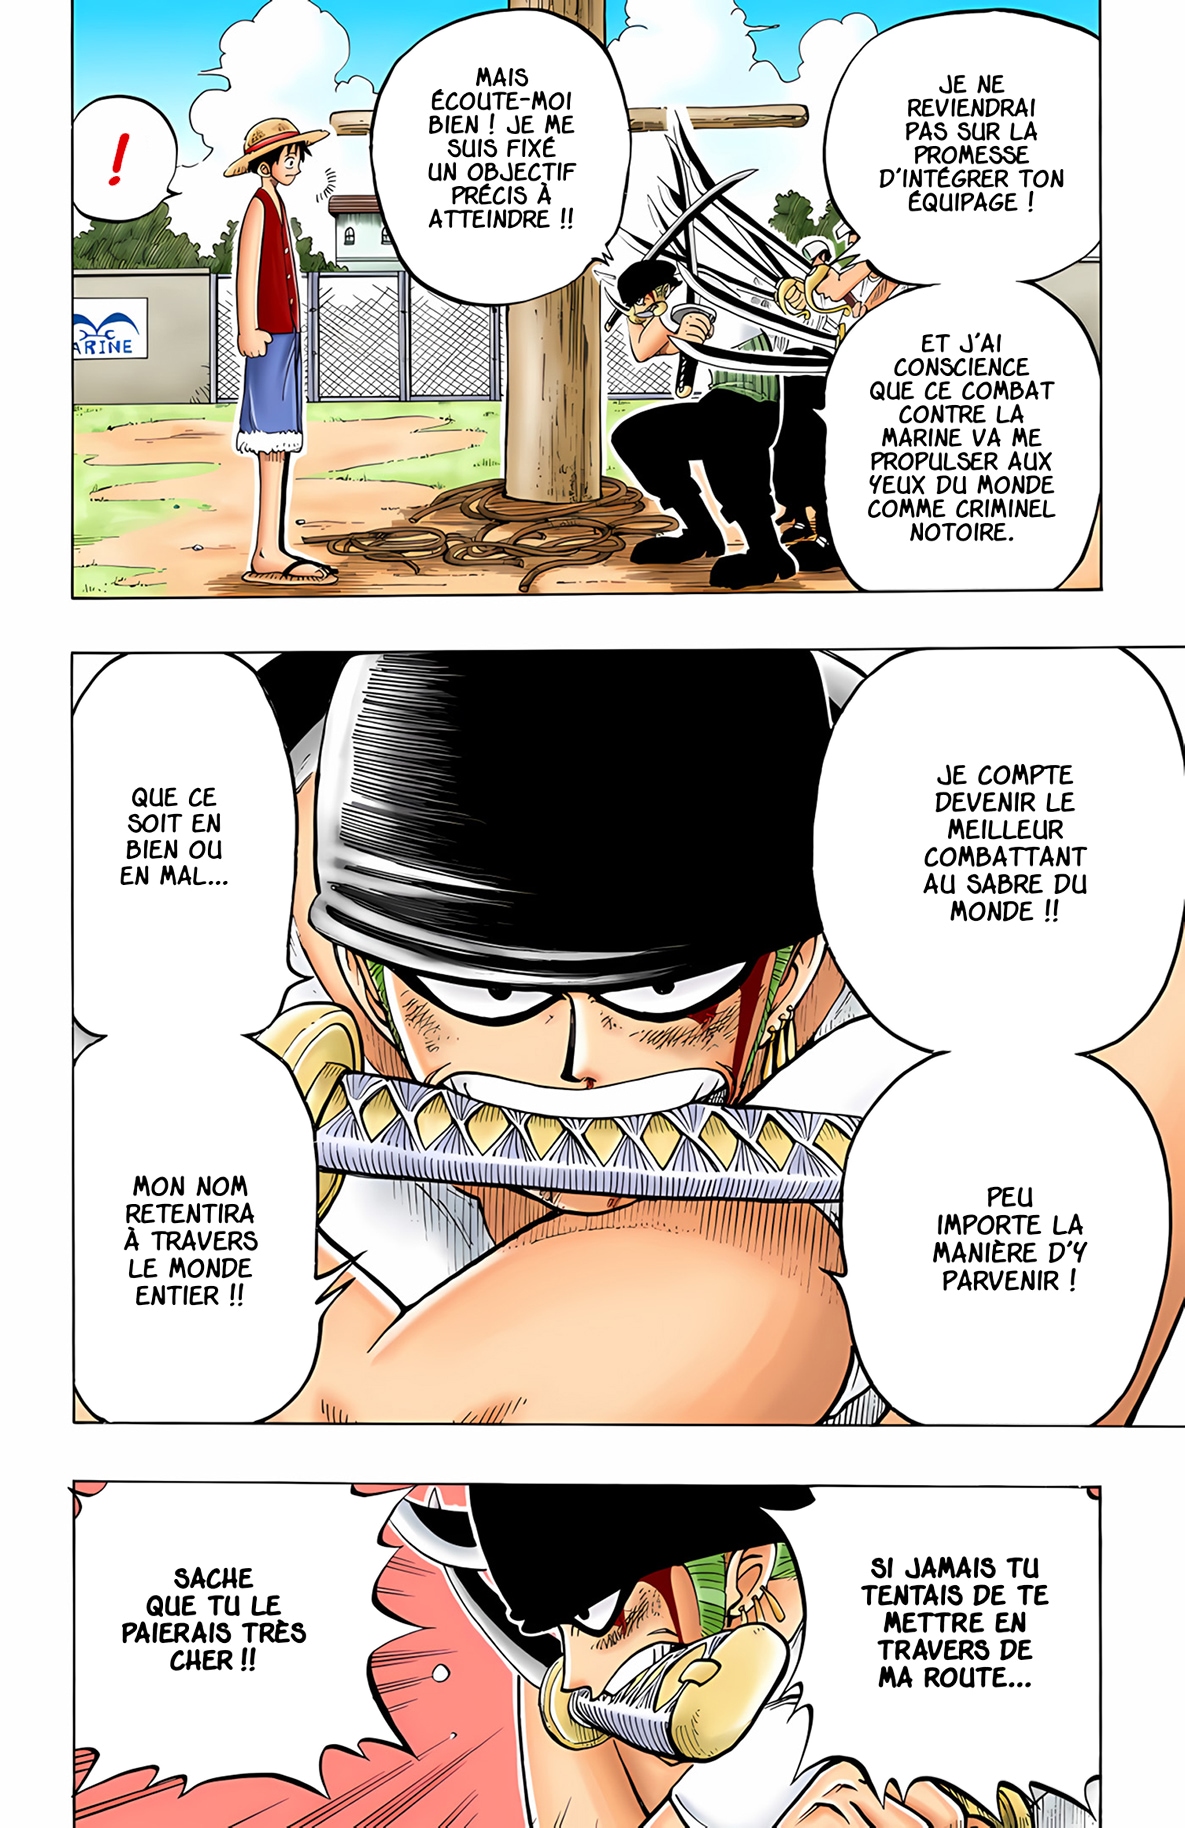 JE NE
REVIENDRAI
PAS SUR LA
PROMESSE
D'INTÉGRER TON
ÉQUIPAGE !
ET J'AI
CONSCIENCE
QUE CE COMBAT
CONTRE LA
MARINE VA ME
PROPULSER AUX
YEUX DU MONDE
COMME CRIMINEL
NOTOIRE.
MAIS
ÉCOUTE-MOI
BIEN ! JE ME
SUIS FIXÉ
UN OBJECTIF
PRÉCIS À
ATTEINDRE !!
!
ARINE
JE COMPTE
DEVENIR LE
MEILLEUR
COMBATTANT
AU SABRE DU
MONDE !!
PEU
IMPORTE LA
MANIÈRE D'Y
PARVENIR !
QUE CE
SOIT EN
BIEN OU
EN MAL...
MON NOM
RETENTIRA
À TRAVERS
LE MONDE
ENTIER !!
SI JAMAIS TU
TENTAIS DE TE
METTRE EN
TRAVERS DE
MA ROUTE...
SACHE
QUE TU LE
PAIERAIS TRÈS
CHER !!